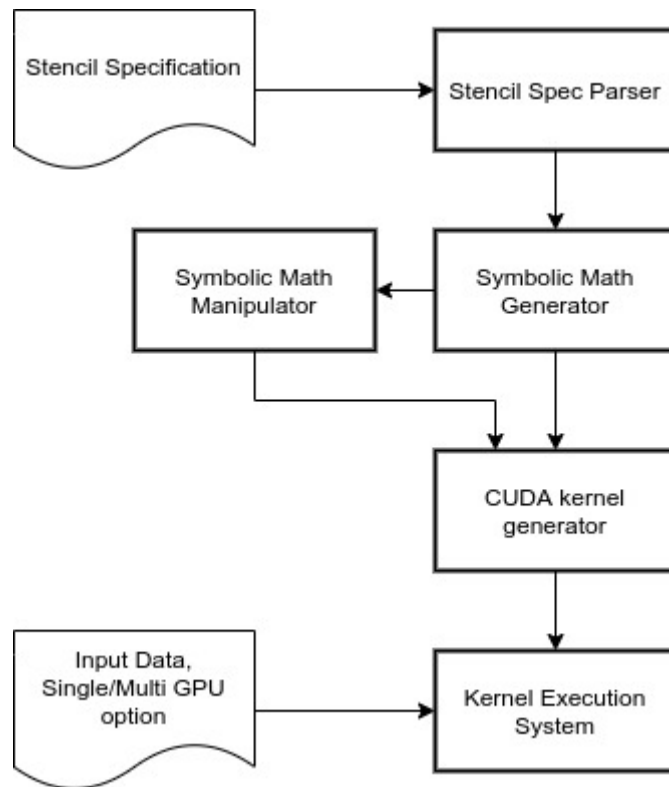 Stencil Specification
Stencil Spec Parser
Symbolic Math
Manipulator
Symbolic Math
Generator
CUDA kernel
generator
Input Data,
Single/Multi GPU
option
Kernel Execution
System